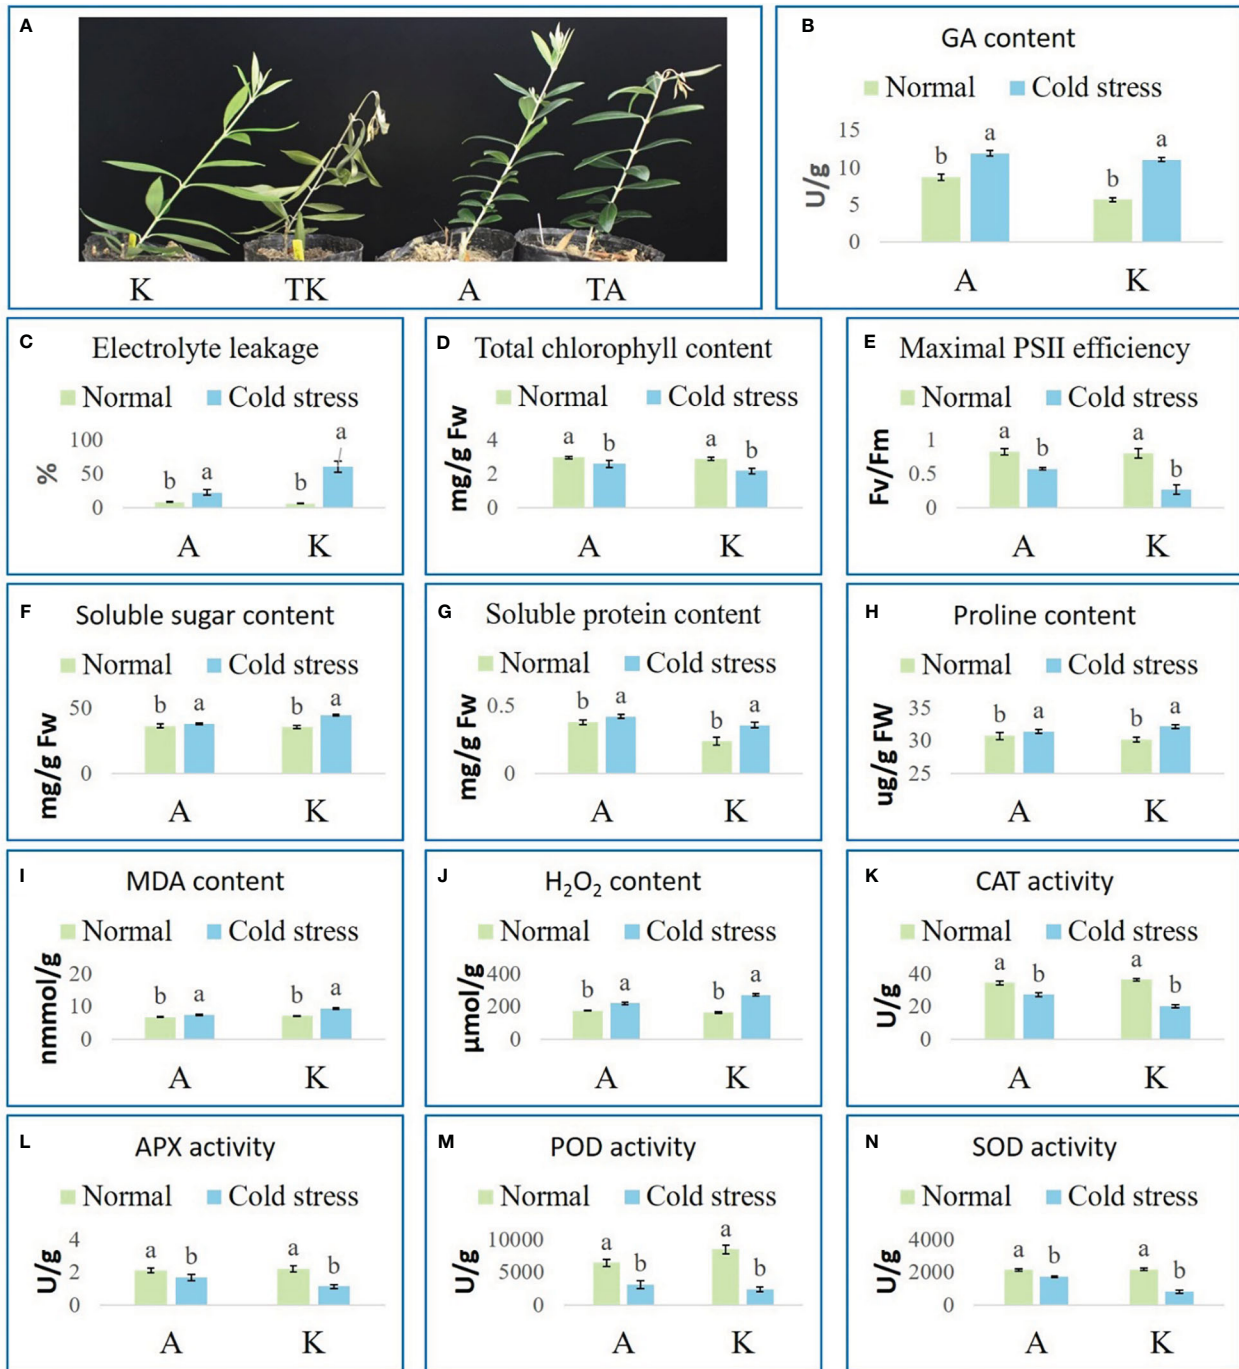 A
K TK A TA
B
GA content
Normal Cold stress
U/g
15
10
5
0
b a b a
A K
C
Electrolyte leakage
Normal Cold stress
%
100
50
0
b a b a
A K
D
Total chlorophyll content
Normal Cold stress
mg/g Fw
4
2
0
a b a b
A K
E
Maximal PSII efficiency
Normal Cold stress
Fv/Fm
1
0.5
0
a b a b
A K
F
Soluble sugar content
Normal Cold stress
mg/g Fw
50
0
b a b a
A K
G
Soluble protein content
Normal Cold stress
mg/g Fw
0.5
0
b a b a
A K
H
Proline content
Normal Cold stress
ug/g FW
35
30
25
b a b a
A K
I
MDA content
Normal Cold stress
nmmol/g
20
10
0
b a b a
A K
J
H₂O₂ content
Normal Cold stress
μmol/g
400
200
0
b a b a
A K
K
CAT activity
Normal Cold stress
U/g
40
20
0
a b a b
A K
L
APX activity
Normal Cold stress
U/g
4
2
0
a b a b
A K
M
POD activity
Normal Cold stress
U/g
10000
5000
0
a b a b
A K
N
SOD activity
Normal Cold stress
U/g
4000
2000
0
a b a b
A K